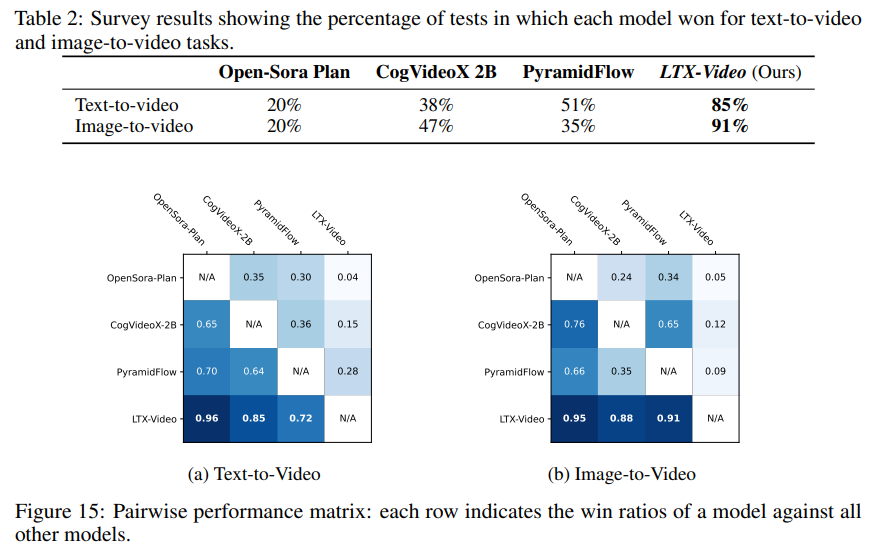 Table 2: Survey results showing the percentage of tests in which each model won for text-to-video
and image-to-video tasks.
Open-Sora Plan CogVideoX 2B PyramidFlow LTX-Video (Ours)
Text-to-video 20% 38% 51% 85%
Image-to-video 20% 47% 35% 91%
OpenSora-Plan CogVideoX-2B PyramidFlow LTX-Video
OpenSora-Plan N/A 0.35 0.30 0.04
CogVideoX-2B 0.65 N/A 0.36 0.15
PyramidFlow 0.70 0.64 N/A 0.28
LTX-Video 0.96 0.85 0.72 N/A
(a) Text-to-Video
OpenSora-Plan CogVideoX-2B PyramidFlow LTX-Video
OpenSora-Plan N/A 0.24 0.34 0.05
CogVideoX-2B 0.76 N/A 0.65 0.12
PyramidFlow 0.66 0.35 N/A 0.09
LTX-Video 0.95 0.88 0.91 N/A
(b) Image-to-Video
Figure 15: Pairwise performance matrix: each row indicates the win ratios of a model against all
other models.